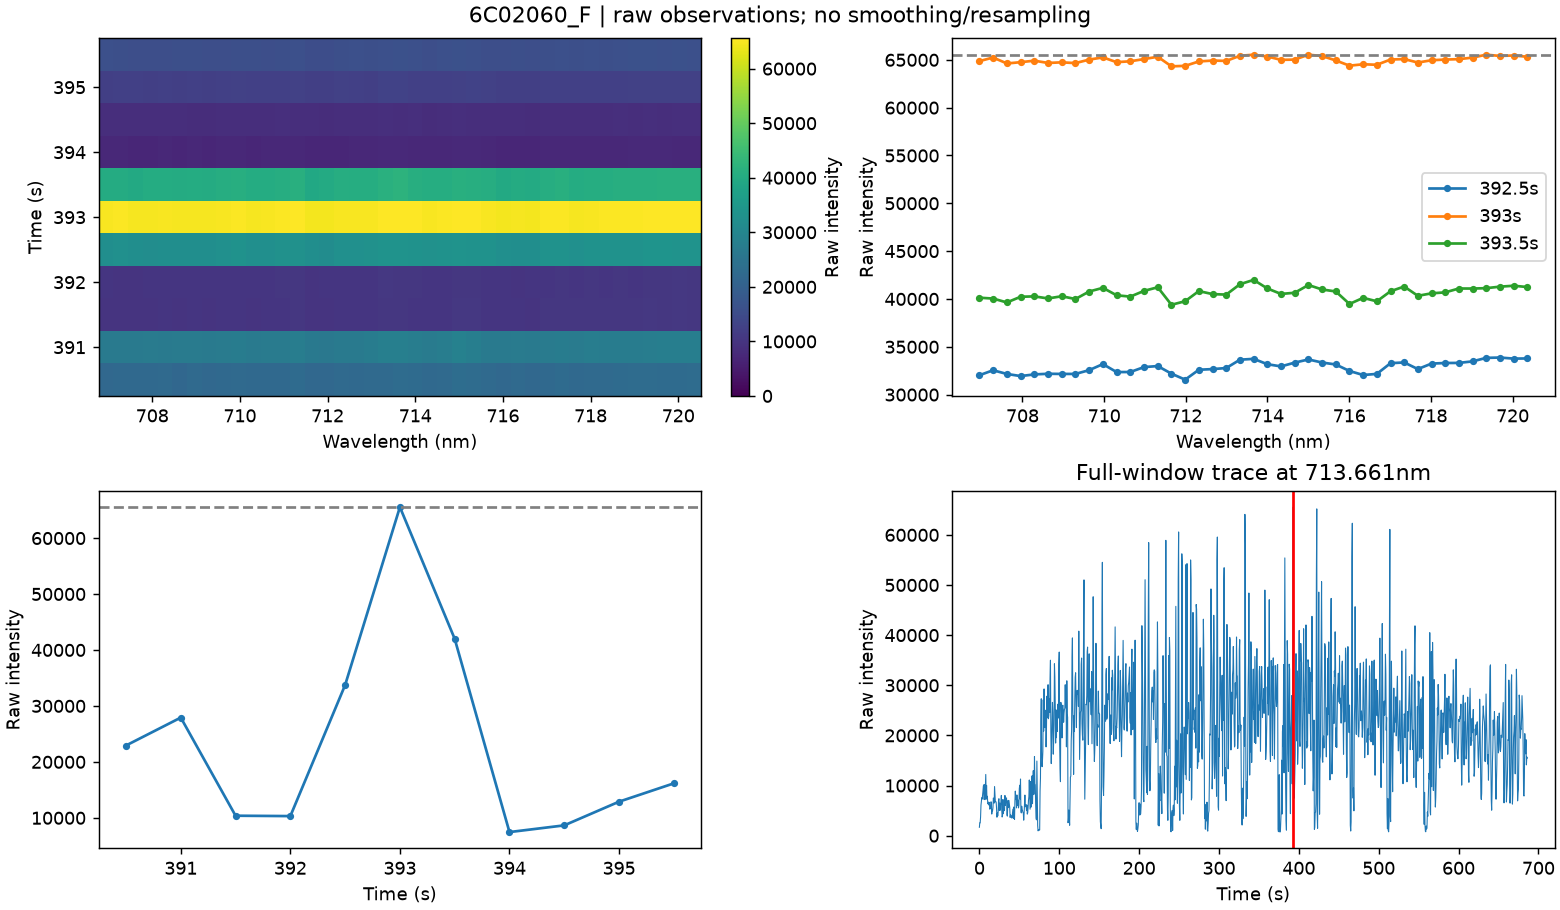 6C02060_F | raw observations; no smoothing/resampling
395
394
393
392
391
Time (s)
708 710 712 714 716 718 720
Wavelength (nm)
60000
50000
40000
30000
20000
10000
0
Raw intensity
65000
60000
55000
50000
45000
40000
35000
30000
Raw intensity
392.5s
393s
393.5s
708 710 712 714 716 718 720
Wavelength (nm)
60000
50000
40000
30000
20000
10000
Raw intensity
391 392 393 394 395
Time (s)
Full-window trace at 713.661nm
60000
50000
40000
30000
20000
10000
0
Raw intensity
0 100 200 300 400 500 600 700
Time (s)